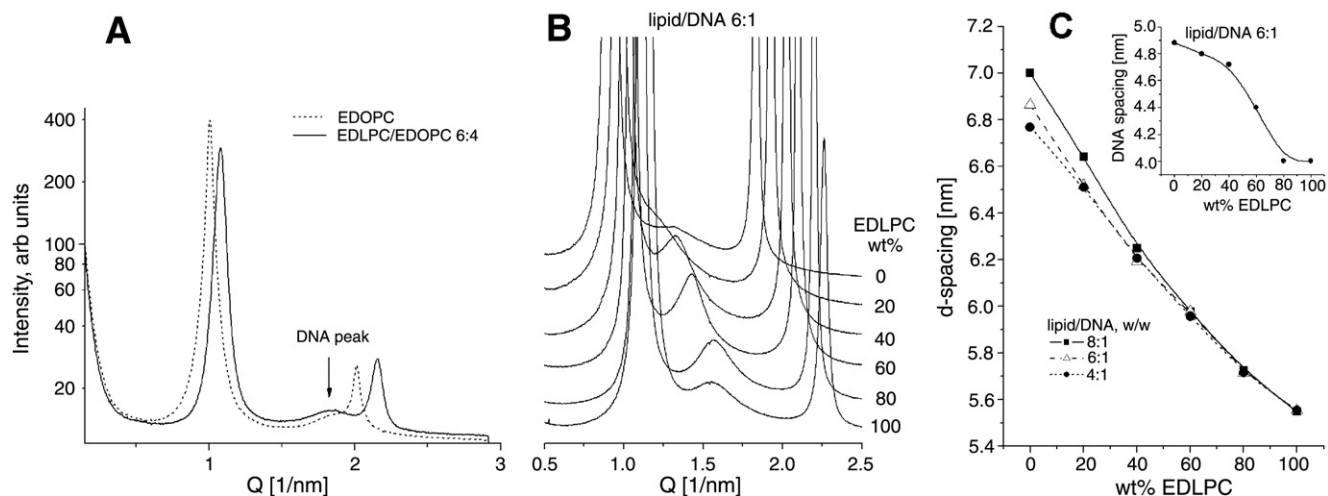 A
EDOPC
EDLPC/EDOPC 6:4
Intensity, arb units
400
200
100
80
60
40
20
DNA peak
1
2
3
Q [1/nm]
B
lipid/DNA 6:1
EDLPC
wt%
0
20
40
60
80
100
0.5
1.0
1.5
2.0
2.5
Q [1/nm]
C
d-spacing [nm]
7.2
7.0
6.8
6.6
6.4
6.2
6.0
5.8
5.6
5.4
lipid/DNA, w/w
8:1
6:1
4:1
0
20
40
60
80
100
wt% EDLPC
lipid/DNA 6:1
DNA spacing [nm]
5.0
4.8
4.6
4.4
4.2
4.0
0
20
40
60
80
100
wt% EDLPC